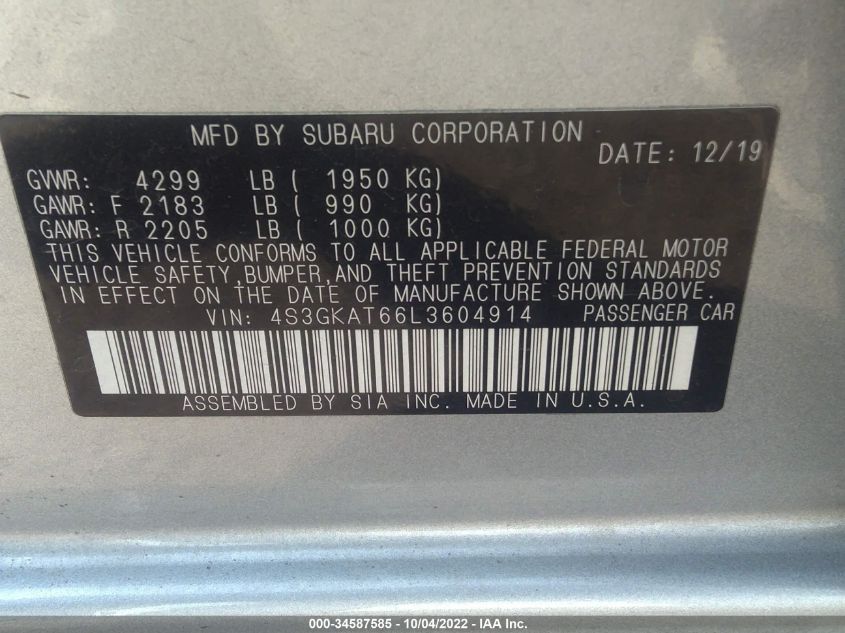 MFD BY SUBARU CORPORATION
DATE: 12/19
GVWR: 4299 LB ( 1950 KG)
GAWR: F 2183 LB ( 990 KG)
GAWR: R 2205 LB ( 1000 KG)
THIS VEHICLE CONFORMS TO ALL APPLICABLE FEDERAL MOTOR
VEHICLE SAFETY,BUMPER,AND THEFT PREVENTION STANDARDS
IN EFFECT ON THE DATE OF MANUFACTURE SHOWN ABOVE.
VIN: 4S3GKAT66L3604914 PASSENGER CAR
ASSEMBLED BY SIA INC. MADE IN U.S.A.
000-34587585 - 10/04/2022 - IAA Inc.